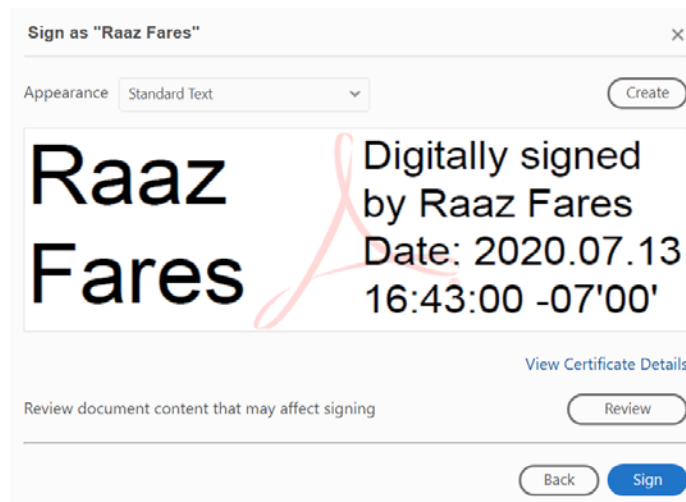 Sign as "Raaz Fares"
Appearance Standard Text Create
Raaz
Fares
Digitally signed
by Raaz Fares
Date: 2020.07.13
16:43:00 -07'00'
View Certificate Details
Review document content that may affect signing Review
Back Sign